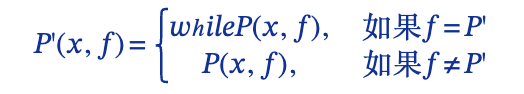 P'(x, f) = { whileP(x, f), 如果f = P'
P(x, f), 如果f ≠ P'